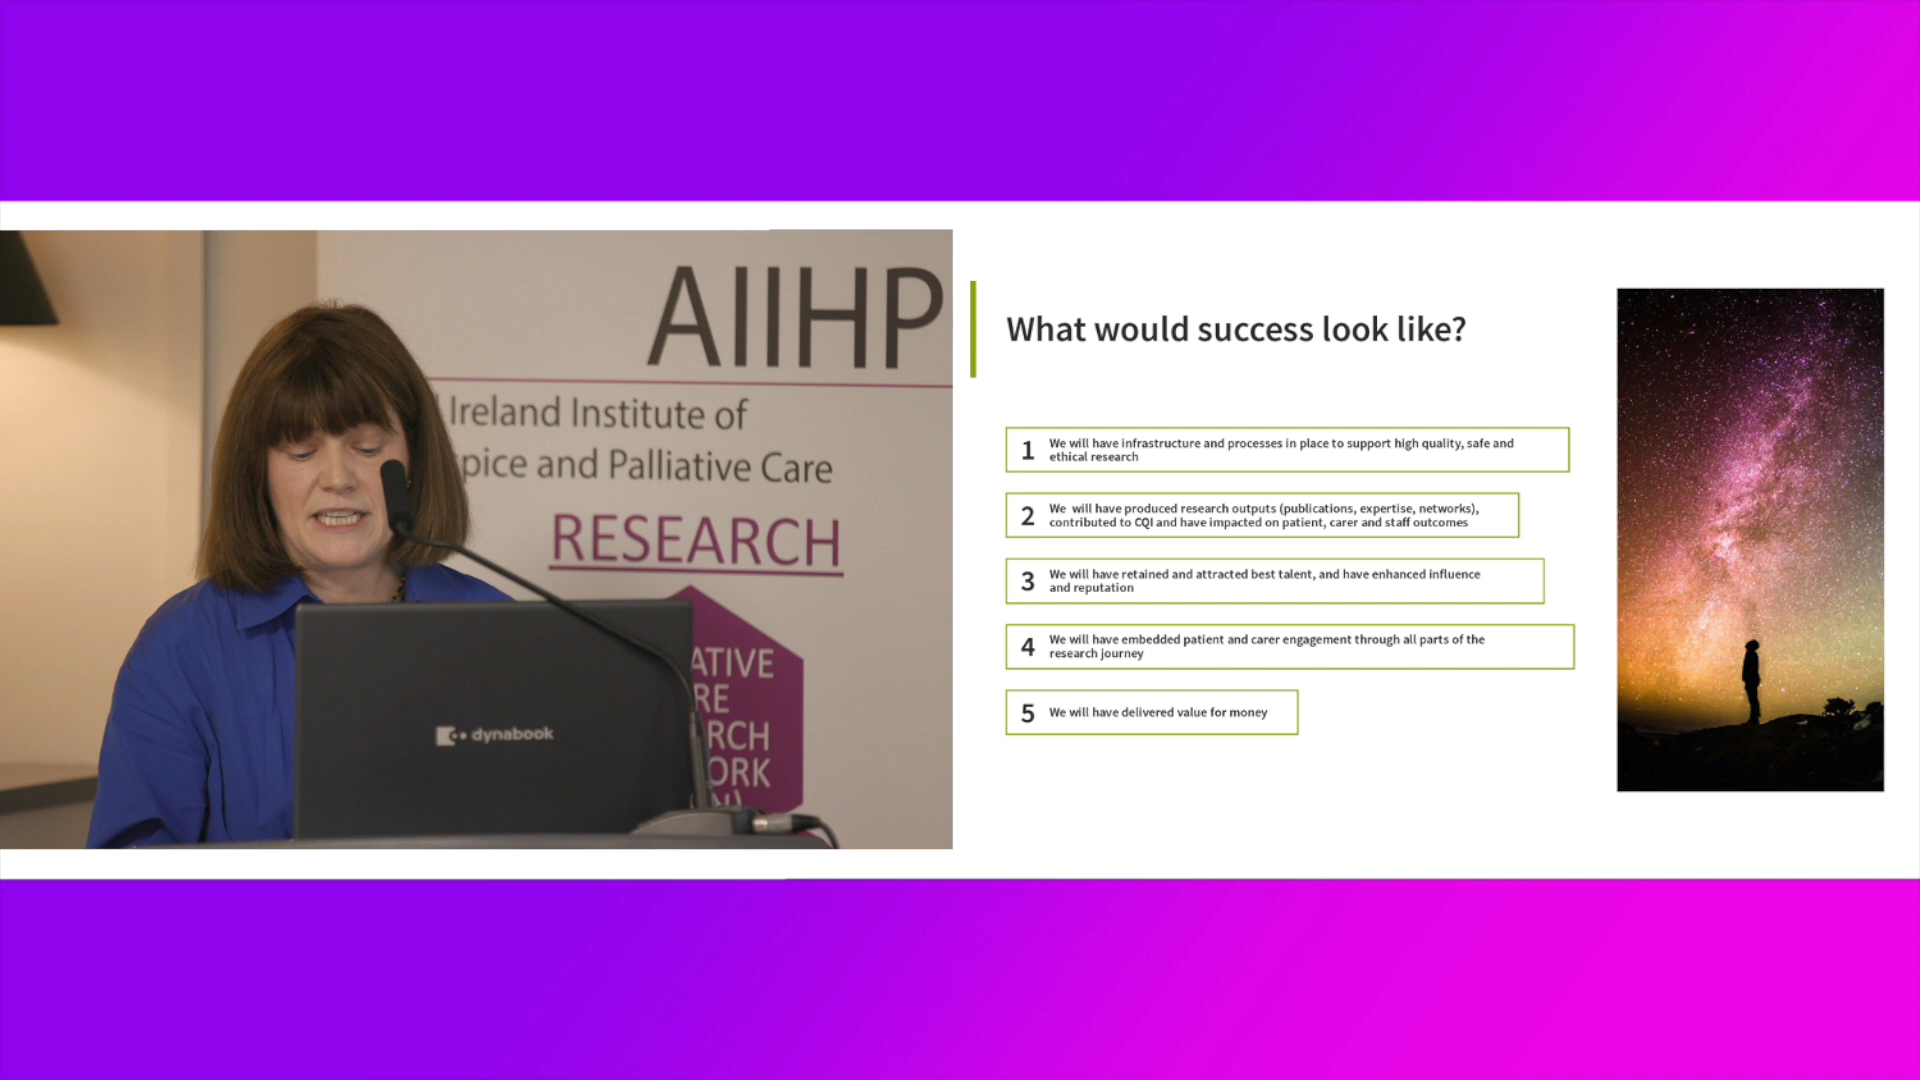 AIIHP
Ireland Institute of
pice and Palliative Care
RESEARCH
ATIVE
RE
RCH
ORK
dynabook
What would success look like?
1 We will have infrastructure and processes in place to support high quality, safe and
ethical research
2 We will have produced research outputs (publications, expertise, networks),
contributed to CQI and have impacted on patient, carer and staff outcomes
3 We will have retained and attracted best talent, and have enhanced influence
and reputation
4 We will have embedded patient and carer engagement through all parts of the
research journey
5 We will have delivered value for money